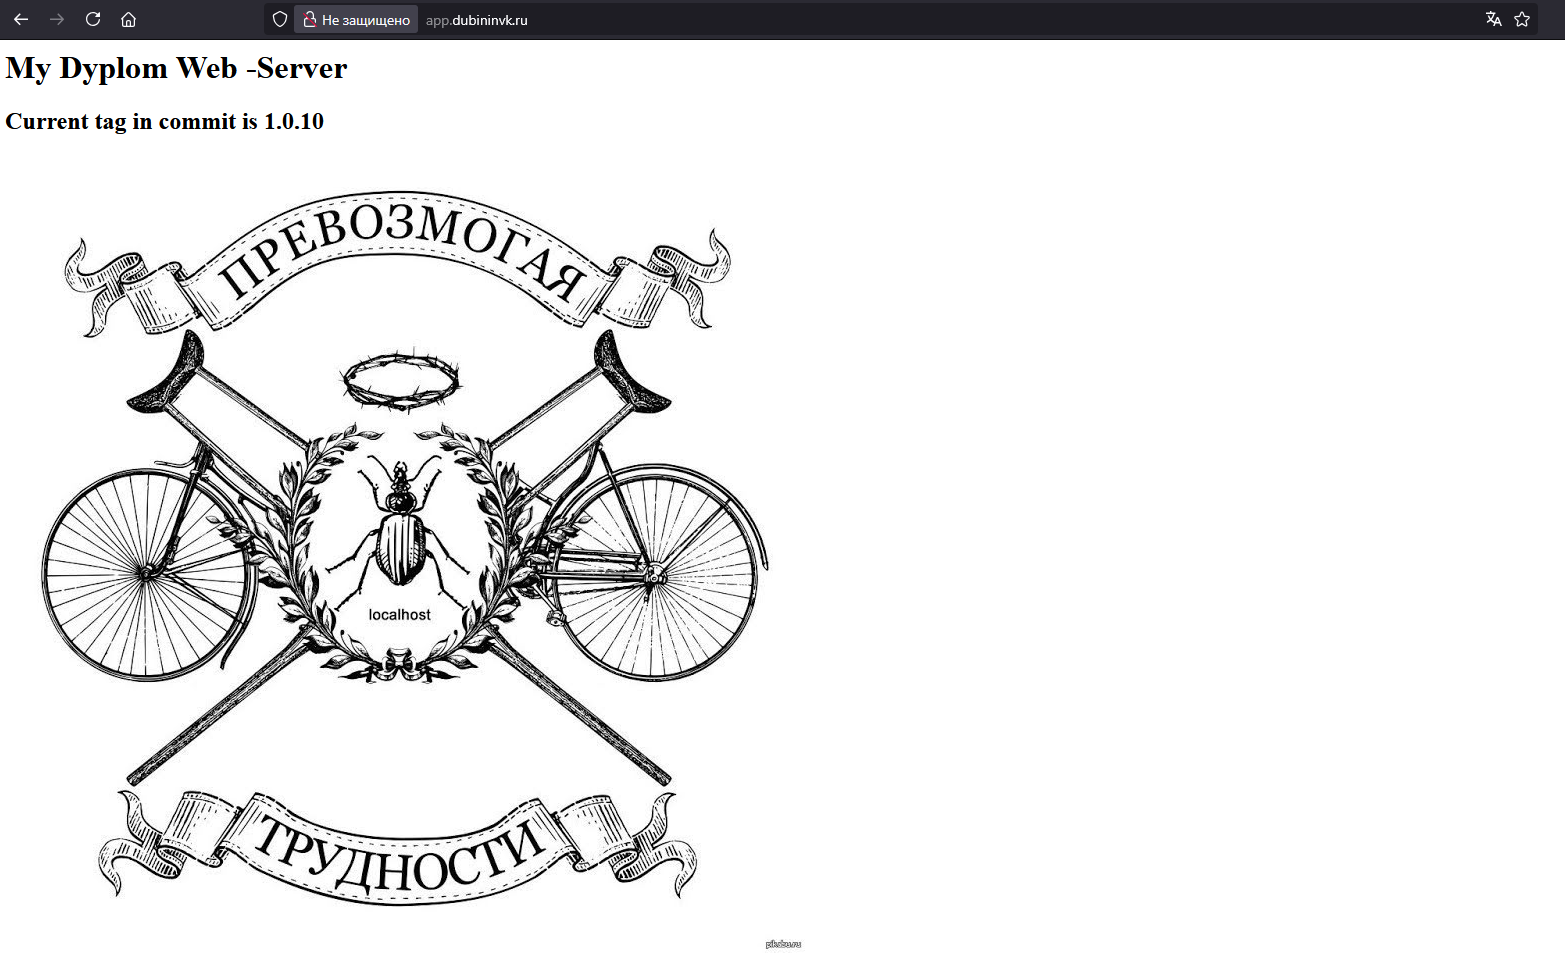 Не защищено app.dubininvk.ru
My Dyplom Web -Server
Current tag in commit is 1.0.10
ПРЕВОЗМОГАЯ
localhost
ТРУДНОСТИ
pikabu.ru